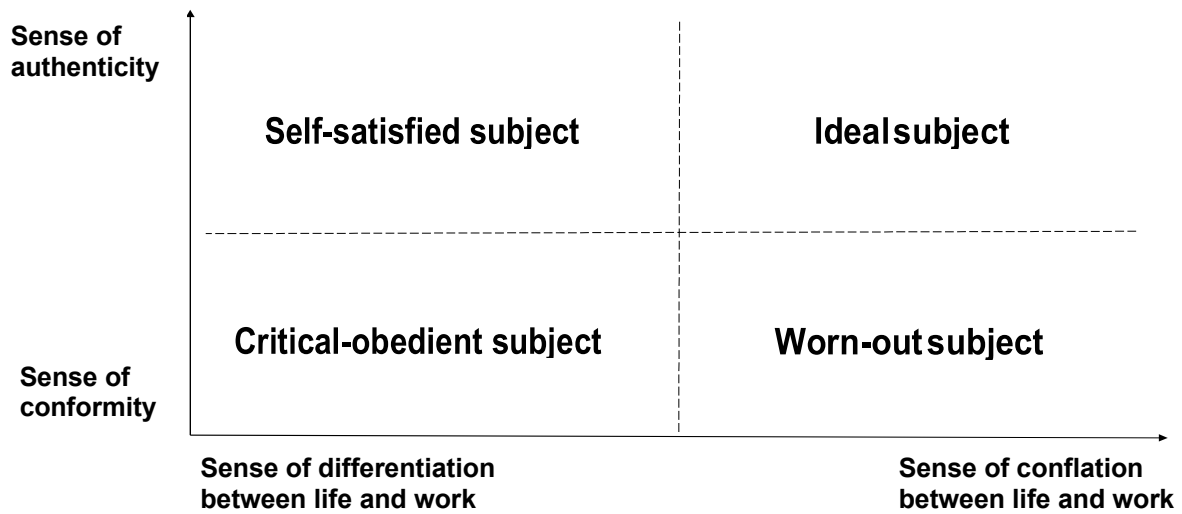 Sense of
authenticity
Self-satisfied subject
Ideal subject
Critical-obedient subject
Worn-out subject
Sense of
conformity
Sense of differentiation
between life and work
Sense of conflation
between life and work